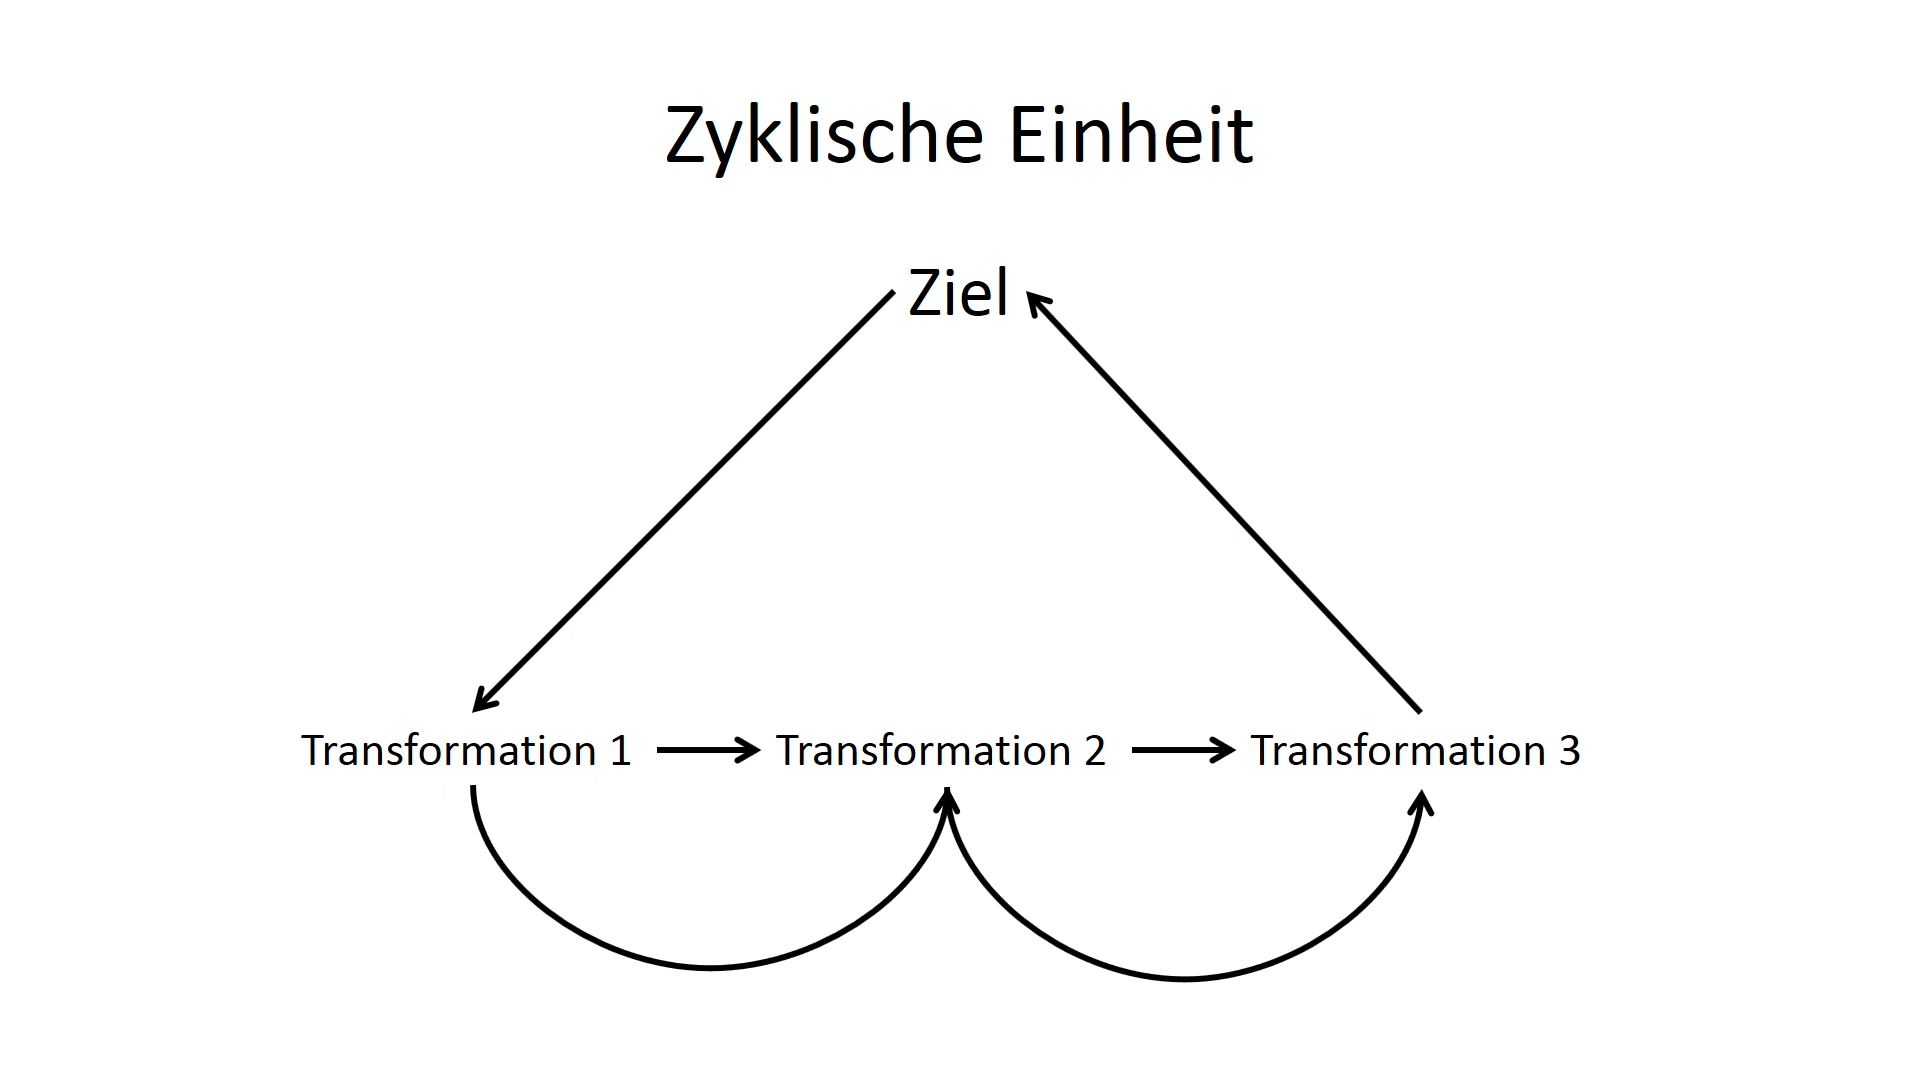 Zyklische Einheit
Ziel
Transformation 1
Transformation 2
Transformation 3